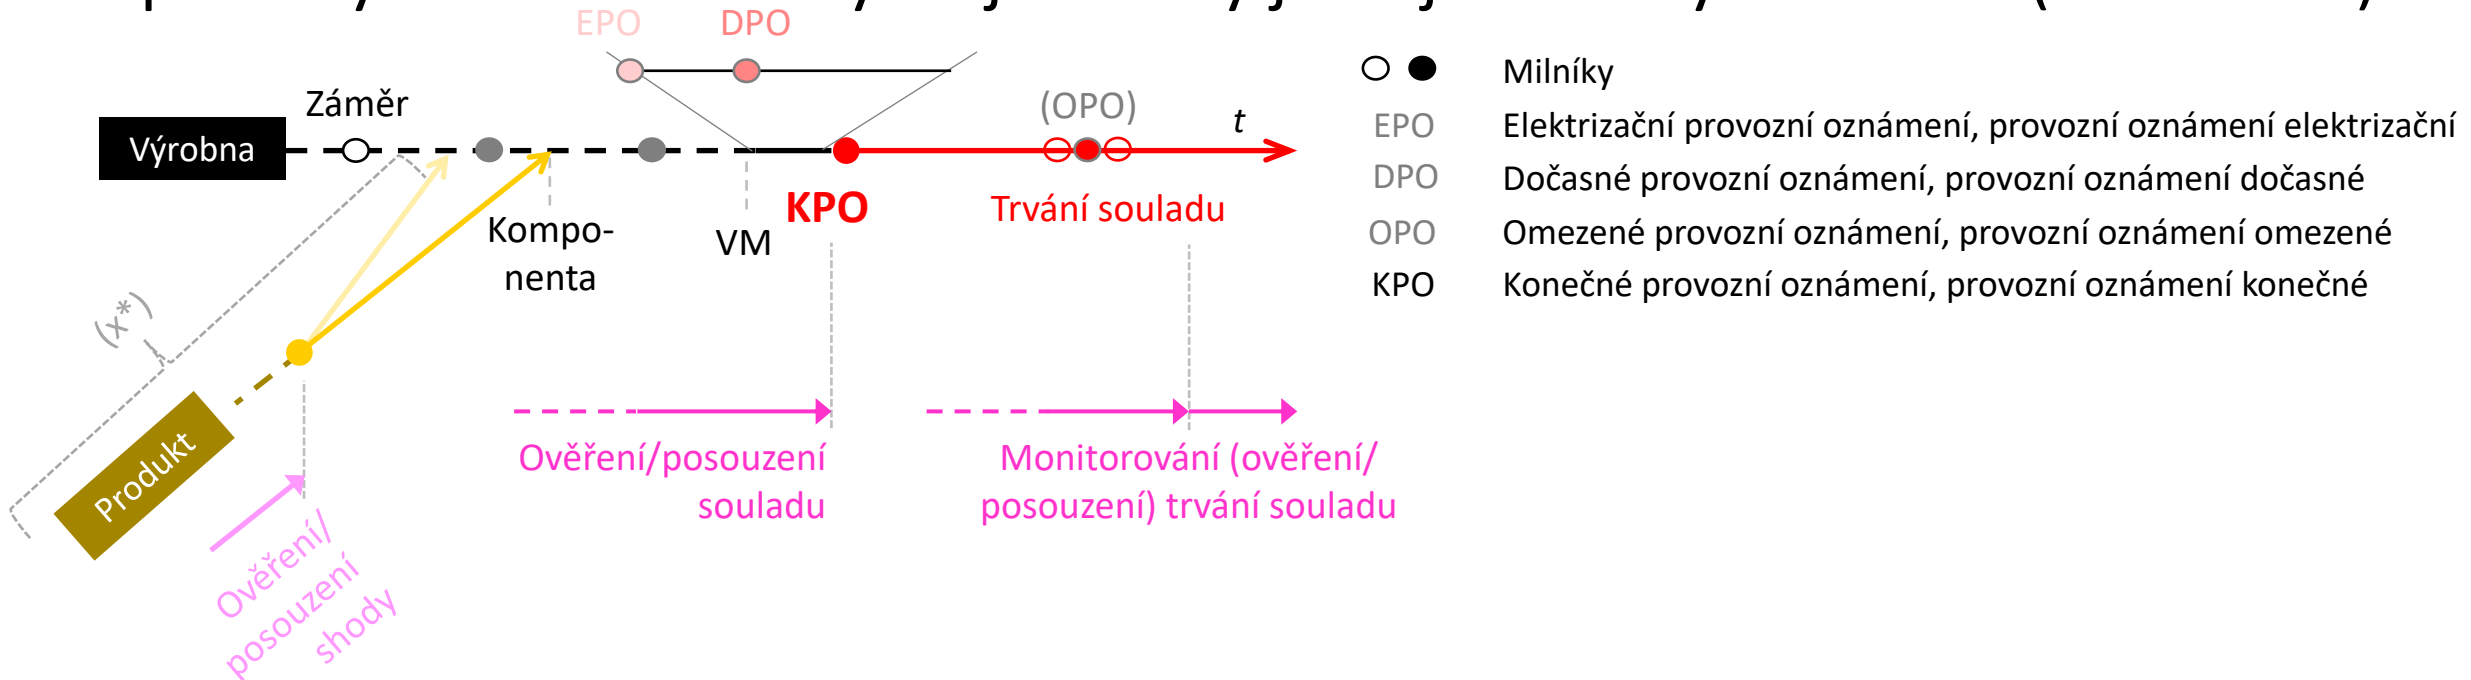 EPO DPO
Záměr
(OPO)
t
Výrobna
KPO
Trvání souladu
Kompo-
nenta
VM
(x*)
Produkt
Ověření/
posouzení
shody
Ověření/posouzení
souladu
Monitorování (ověření/
posouzení) trvání souladu
Milníky
EPO Elektrizační provozní oznámení, provozní oznámení elektrizační
DPO Dočasné provozní oznámení, provozní oznámení dočasné
OPO Omezené provozní oznámení, provozní oznámení omezené
KPO Konečné provozní oznámení, provozní oznámení konečné